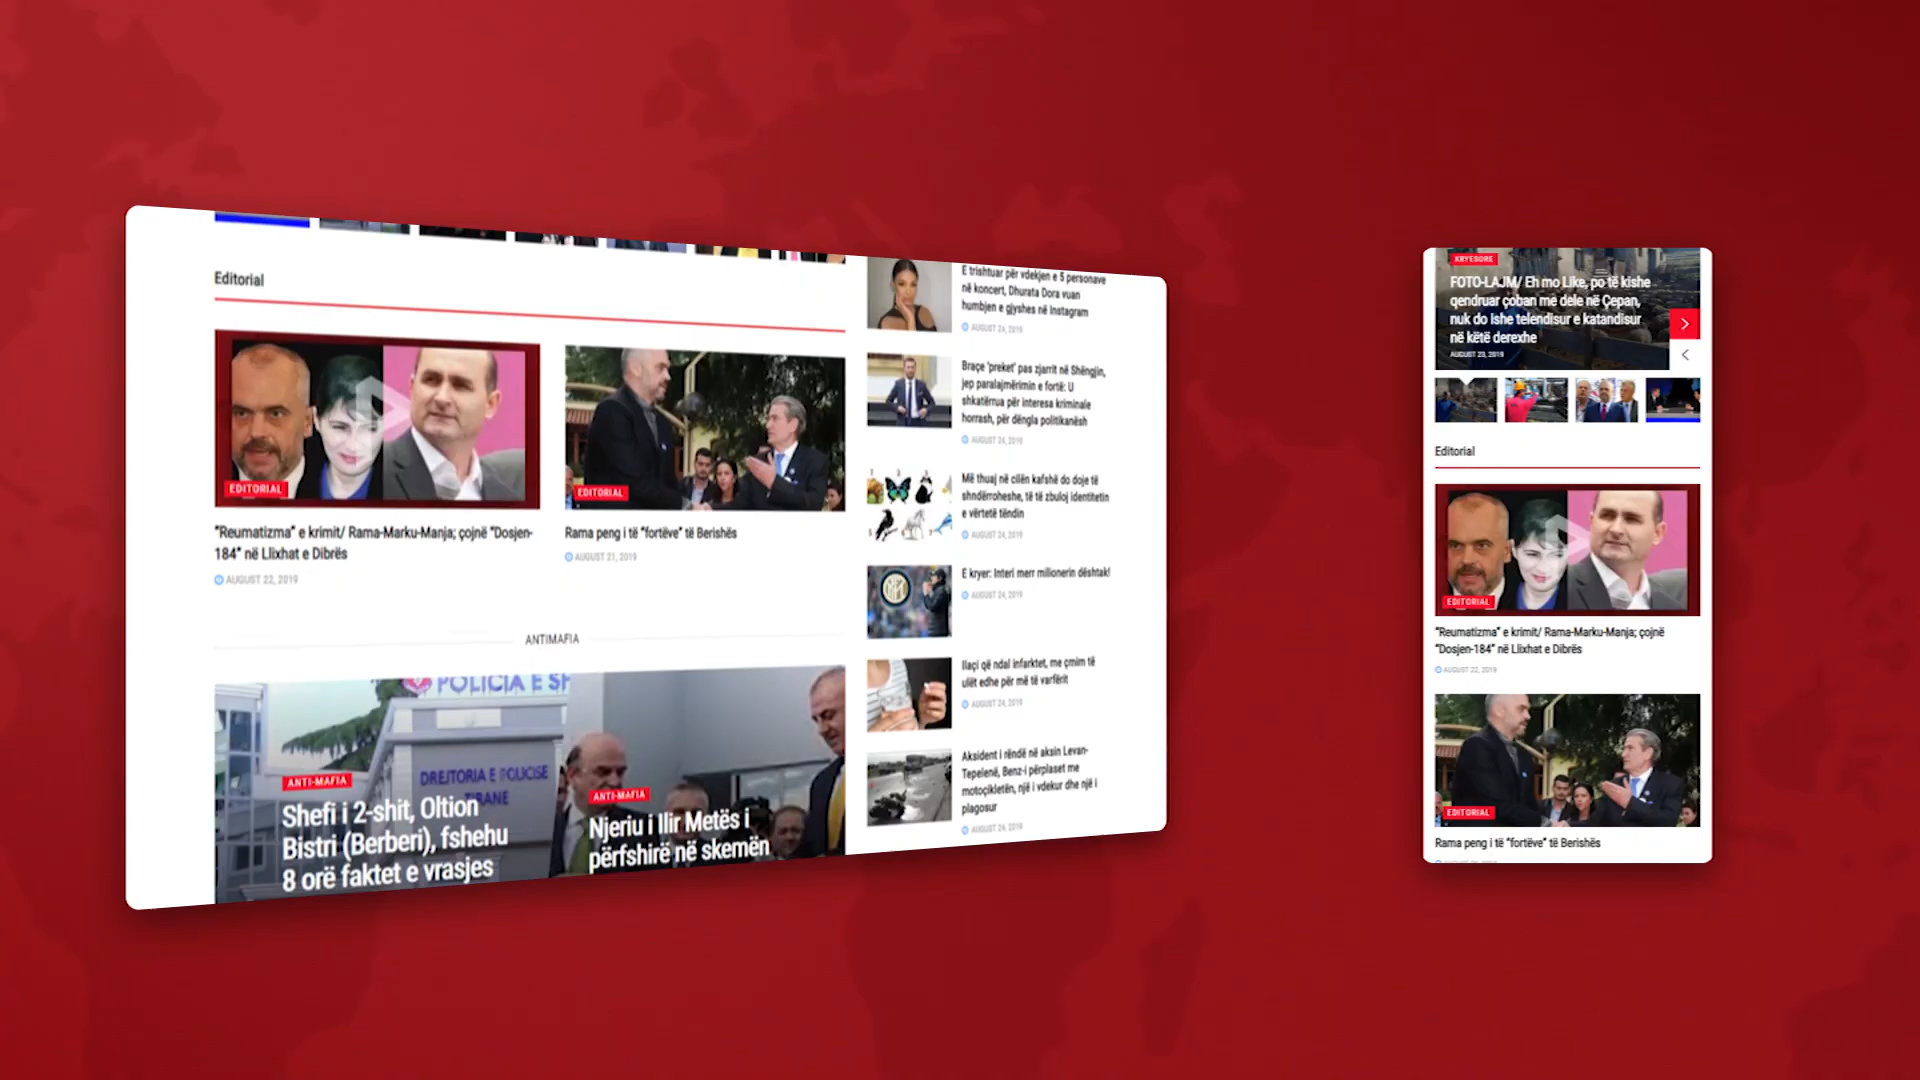 Editorial
EDITORIAL
"Reumatizma" e krimit/ Rama-Marku-Manja; çojnë "Dosjen-
184" në Llixhat e Dibrës
AUGUST 22, 2019
EDITORIAL
Rama peng i të "fortëve" të Berishës
AUGUST 21, 2019
ANTIMAFIA
POLICIA E
DREJTORIA E POLICISE
TIRANE
ANTI-MAFIA
Shefi i 2-shit, Oltion
Bistri (Berberi), fshehu
8 orë faktet e vrasjes
ANTI-MAFIA
Njeriu i Ilir Metës i
përfshirë në skemën
E trishtuar për vdekjen e 5 personave
në koncert, Dhurata Dora vuan
humbjen e gjyshes në Instagram
AUGUST 24, 2019
Braçe 'preket' pas zjarrit në Shëngjin,
jep paralajmërimin e fortë: U
shkatërrua për interesa kriminale
horrash, për dëngla politikanësh
AUGUST 24, 2019
Më thuaj në cilën kafshë do doje të
shndërroheshe, të të zbuloj identitetin
e vërtetë tëndin
AUGUST 24, 2019
E kryer: Interi merr milionerin dështak!
AUGUST 24, 2019
Ilaçi që ndal infarktet, me çmim të
ulët edhe për më të varfërit
AUGUST 24, 2019
Aksident i rëndë në aksin Levan-
Tepelenë, Benz-i përplaset me
motoçikletën, një i vdekur dhe një i
plagosur
AUGUST 24, 2019
KRYESORE
FOTO-LAJM/ Eh mo Like, po të kishe
qendruar çoban me dele në Çepan,
nuk do ishe telendisur e katandisur
në këtë derexhe
AUGUST 23, 2019
Editorial
EDITORIAL
"Reumatizma" e krimit/ Rama-Marku-Manja; çojnë
"Dosjen-184" në Llixhat e Dibrës
AUGUST 22, 2019
EDITORIAL
Rama peng i të "fortëve" të Berishës